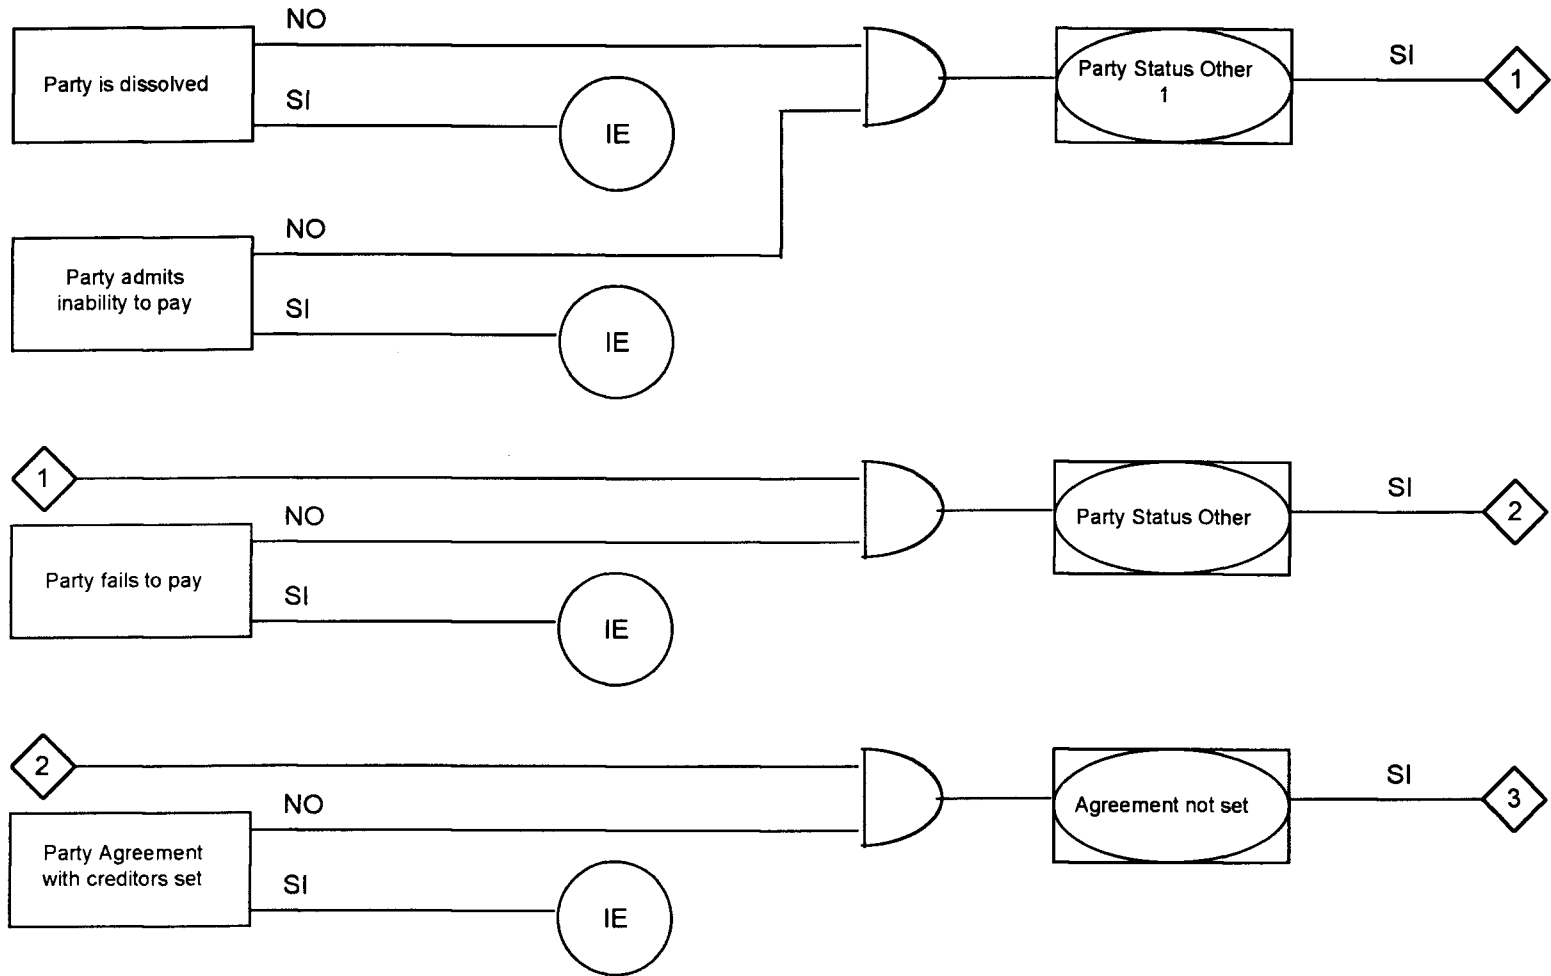 NO
Party is dissolved
SI
IE
Party Status Other
1
SI
1
NO
Party admits
inability to pay
SI
IE
1
NO
Party fails to pay
SI
IE
Party Status Other
SI
2
2
NO
Party Agreement
with creditors set
SI
IE
Agreement not set
SI
3